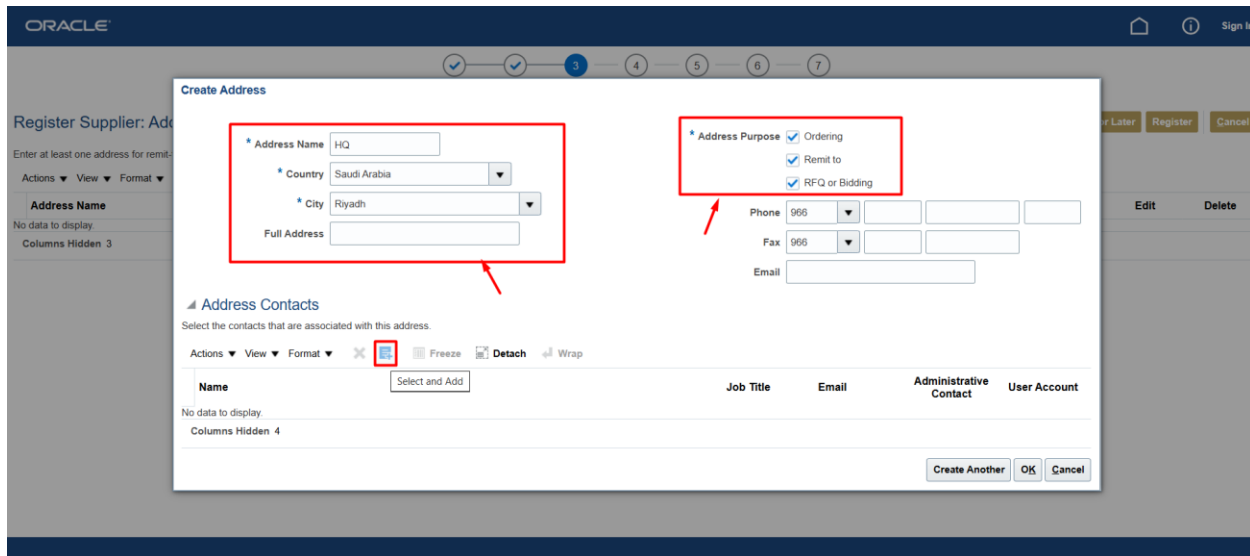 ORACLE
Sign In
3 4 5 6 7
Create Address
Register Supplier: Add
or Later Register Cancel
Enter at least one address for remit-
Actions View Format
Address Name Edit Delete
No data to display.
Columns Hidden 3
* Address Name HQ
* Country Saudi Arabia
* City Riyadh
Full Address
* Address Purpose Ordering
Remit to
RFQ or Bidding
Phone 966
Fax 966
Email
Address Contacts
Select the contacts that are associated with this address.
Actions View Format Freeze Detach Wrap
Select and Add
Name Job Title Email Administrative Contact User Account
No data to display.
Columns Hidden 4
Create Another OK Cancel